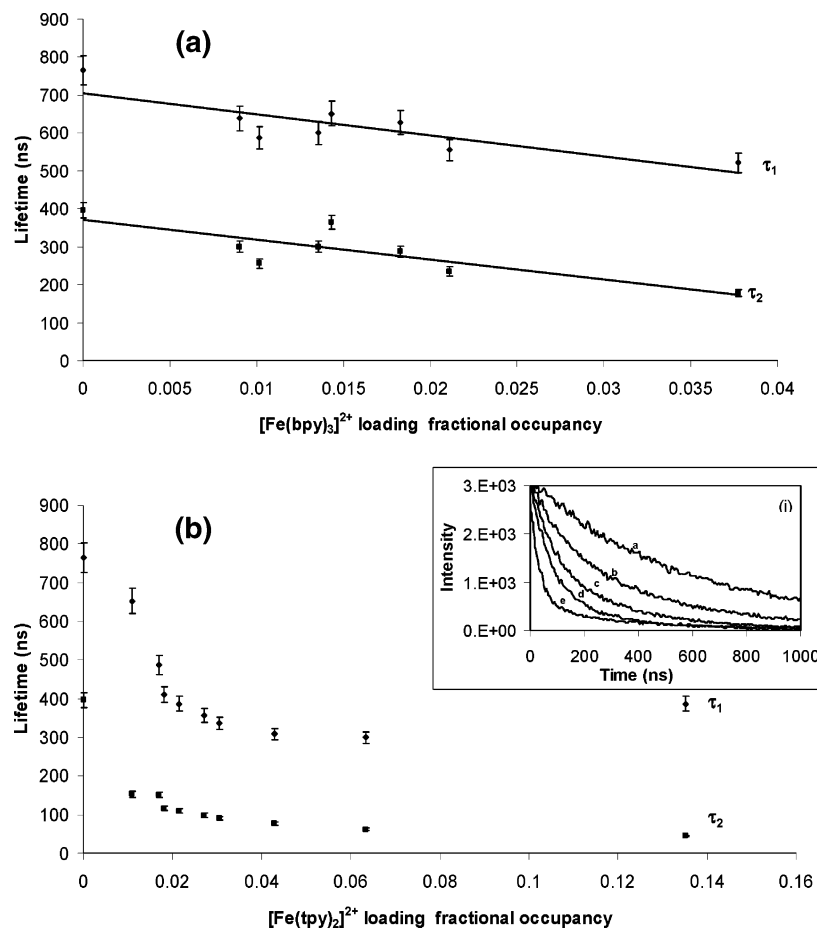 (a)
900
800
700
600
500
400
300
200
100
0
Lifetime (ns)
τ1
τ2
0 0.005 0.01 0.015 0.02 0.025 0.03 0.035 0.04
[Fe(bpy)3]2+ loading fractional occupancy
(b)
900
800
700
600
500
400
300
200
100
0
Lifetime (ns)
(i)
3.E+03
2.E+03
1.E+03
0.E+00
Intensity
a
b
c
d
e
0 200 400 600 800 1000
Time (ns)
τ1
τ2
0 0.02 0.04 0.06 0.08 0.1 0.12 0.14 0.16
[Fe(tpy)2]2+ loading fractional occupancy